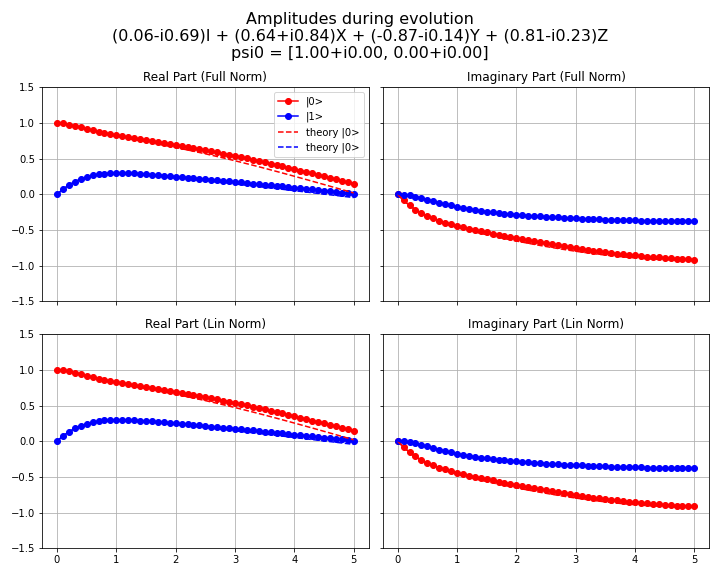 Amplitudes during evolution
(0.06-i0.69)I + (0.64+i0.84)X + (-0.87-i0.14)Y + (0.81-i0.23)Z
psi0 = [1.00+i0.00, 0.00+i0.00]
Real Part (Full Norm)
1.5
1.0
0.5
0.0
−0.5
−1.0
−1.5
|0>
|1>
theory |0>
theory |0>
Imaginary Part (Full Norm)
Real Part (Lin Norm)
1.5
1.0
0.5
0.0
−0.5
−1.0
−1.5
0 1 2 3 4 5
Imaginary Part (Lin Norm)
0 1 2 3 4 5